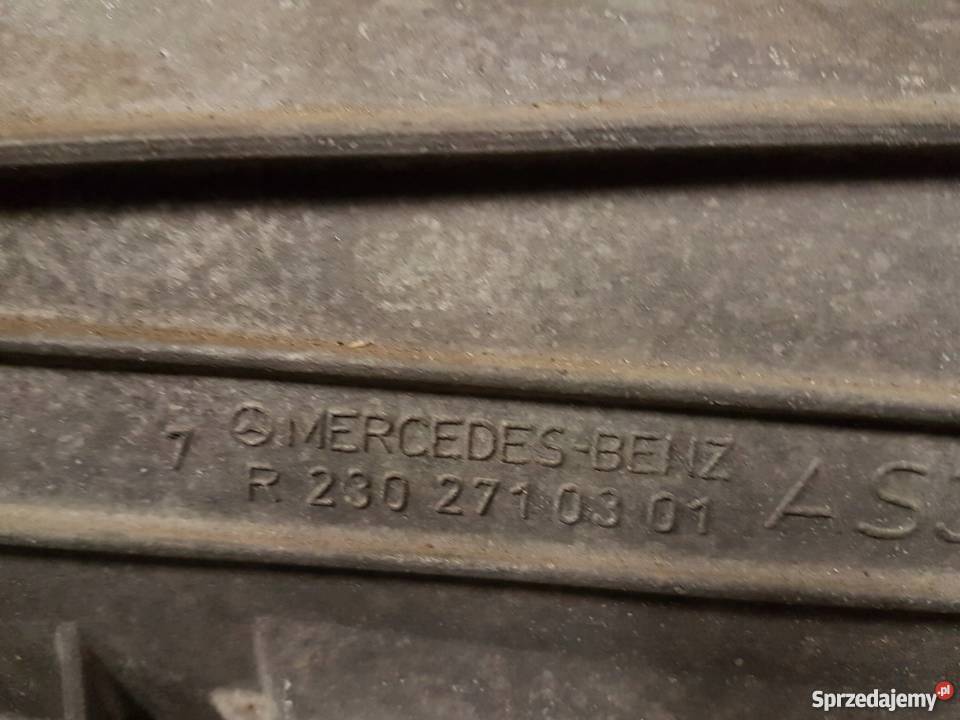 7 MERCEDES-BENZ
R 230 271 03 01
Sprzedajemy.pl